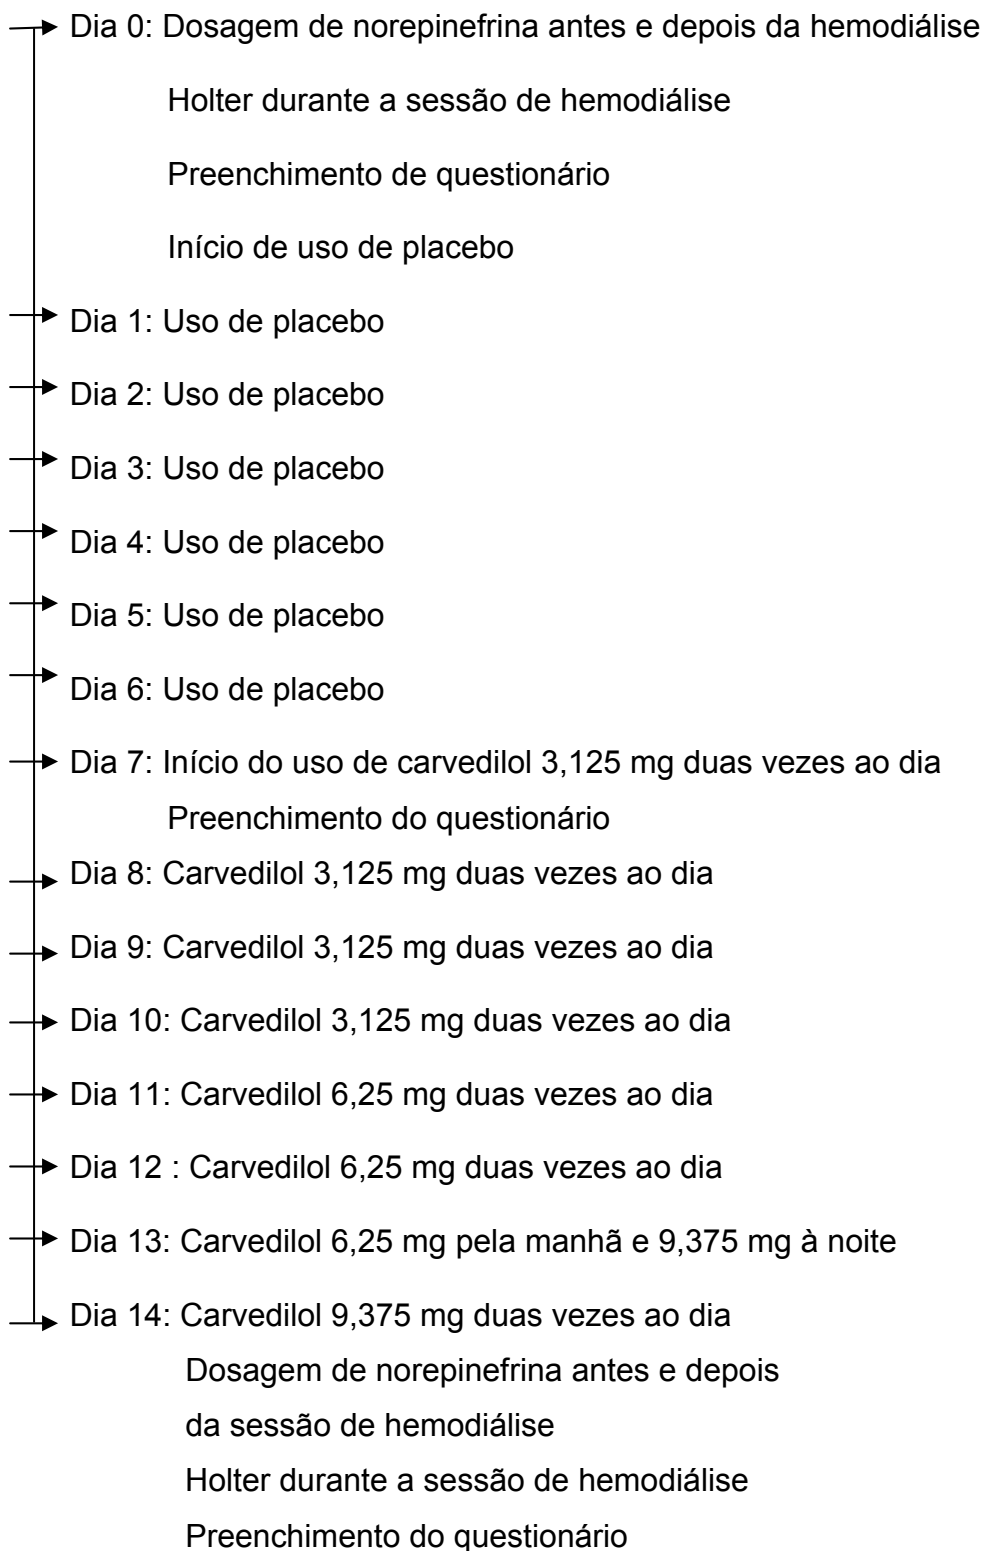 Dia 0: Dosagem de norepinefrina antes e depois da hemodiálise
Holter durante a sessão de hemodiálise
Preenchimento de questionário
Início de uso de placebo
Dia 1: Uso de placebo
Dia 2: Uso de placebo
Dia 3: Uso de placebo
Dia 4: Uso de placebo
Dia 5: Uso de placebo
Dia 6: Uso de placebo
Dia 7: Início do uso de carvedilol 3,125 mg duas vezes ao dia
Preenchimento do questionário
Dia 8: Carvedilol 3,125 mg duas vezes ao dia
Dia 9: Carvedilol 3,125 mg duas vezes ao dia
Dia 10: Carvedilol 3,125 mg duas vezes ao dia
Dia 11: Carvedilol 6,25 mg duas vezes ao dia
Dia 12 : Carvedilol 6,25 mg duas vezes ao dia
Dia 13: Carvedilol 6,25 mg pela manhã e 9,375 mg à noite
Dia 14: Carvedilol 9,375 mg duas vezes ao dia
Dosagem de norepinefrina antes e depois
da sessão de hemodiálise
Holter durante a sessão de hemodiálise
Preenchimento do questionário